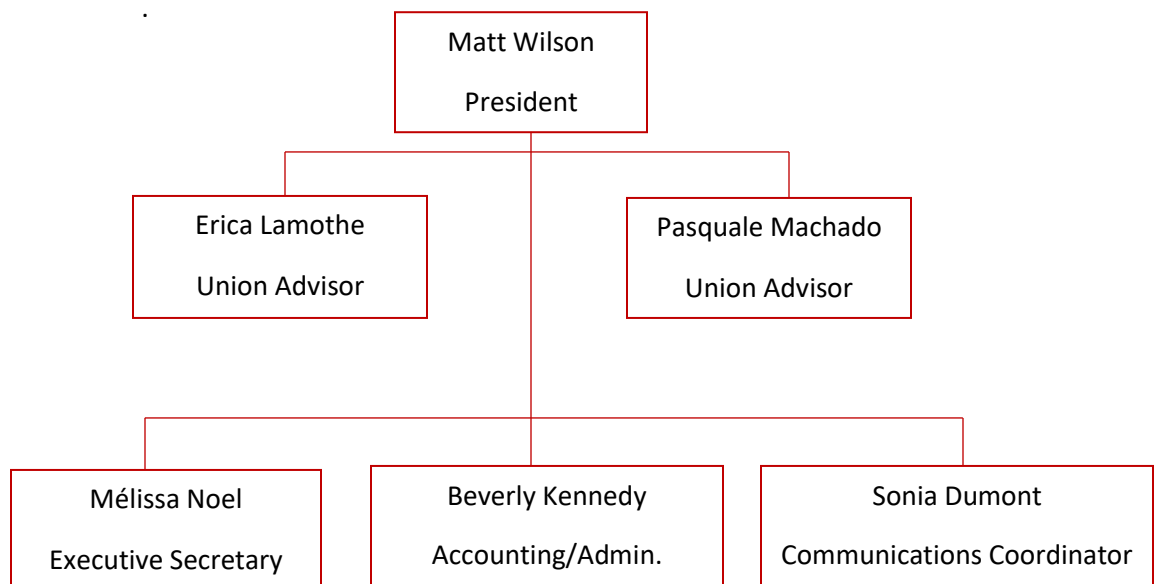 .
Matt Wilson
President
Erica Lamothe
Union Advisor
Pasquale Machado
Union Advisor
Mélissa Noel
Executive Secretary
Beverly Kennedy
Accounting/Admin.
Sonia Dumont
Communications Coordinator